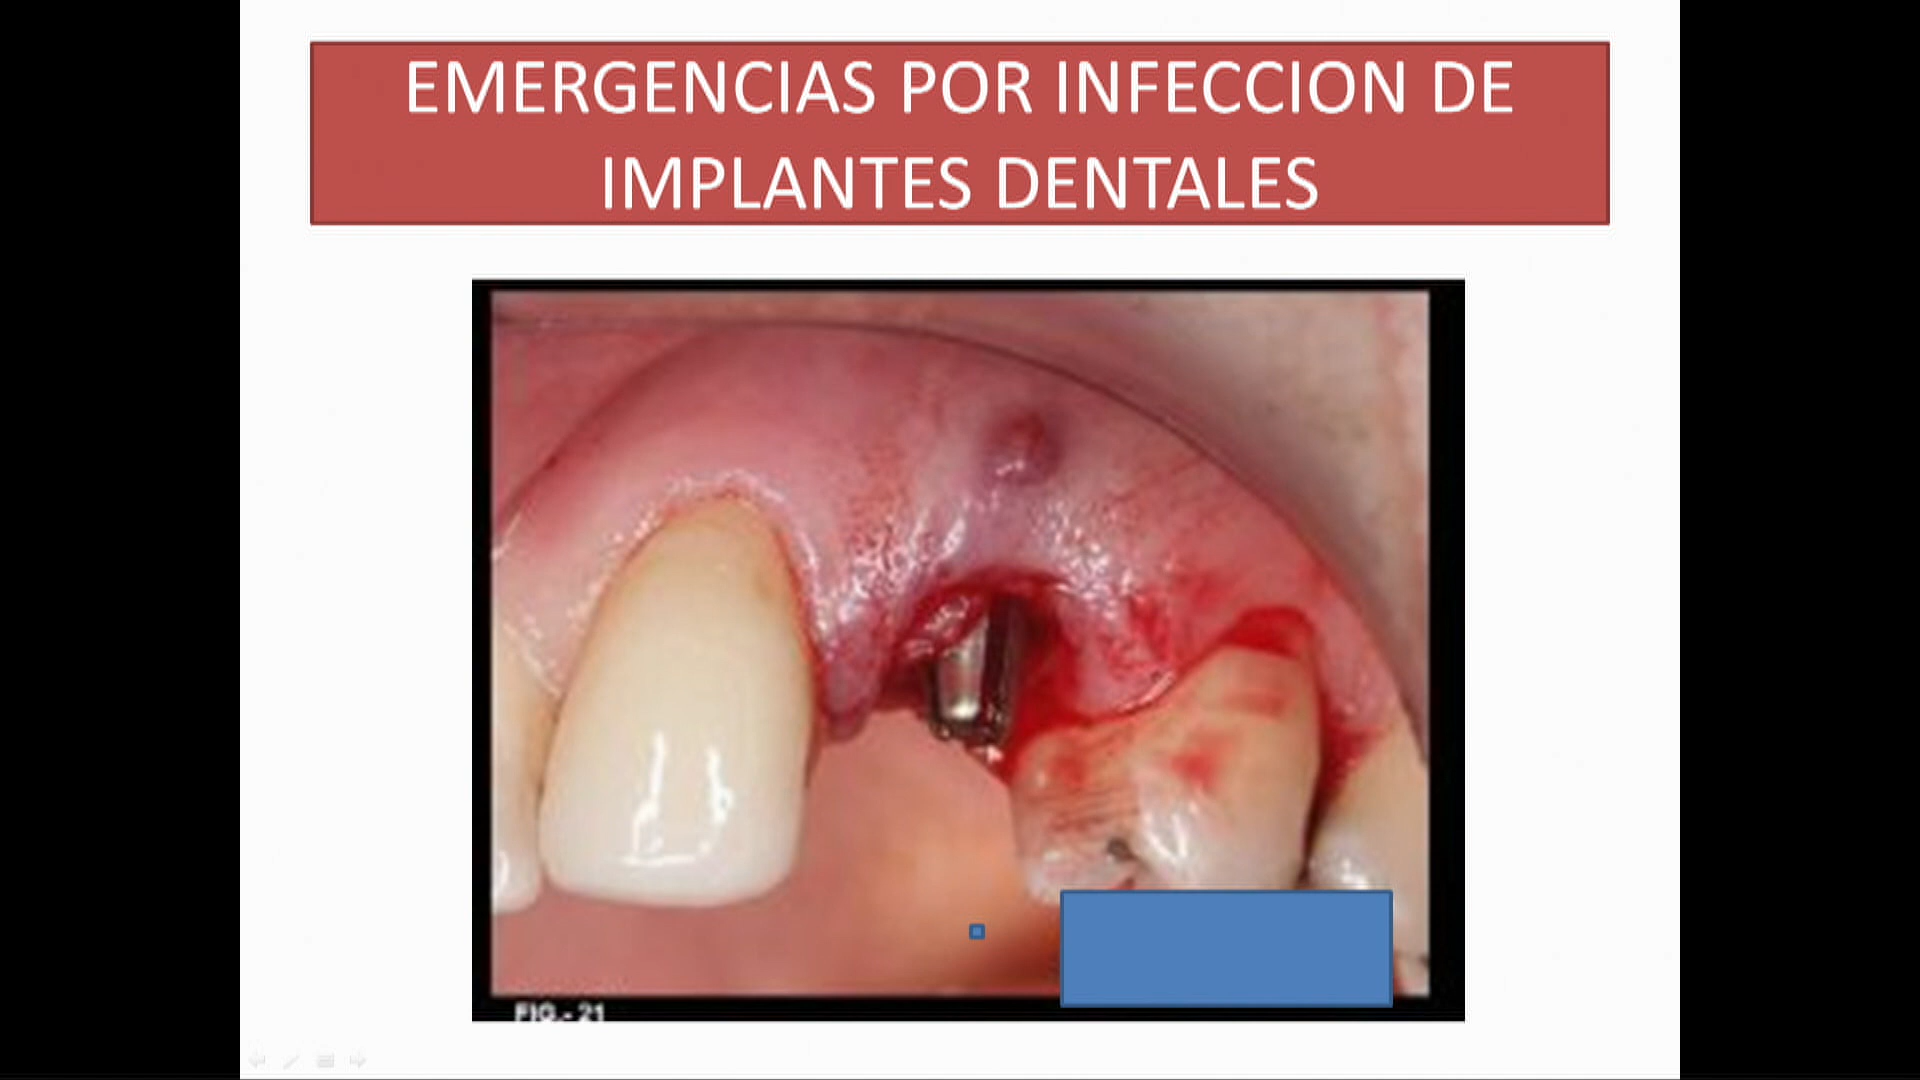 EMERGENCIAS POR INFECCION DE
IMPLANTES DENTALES
FIG.- 21